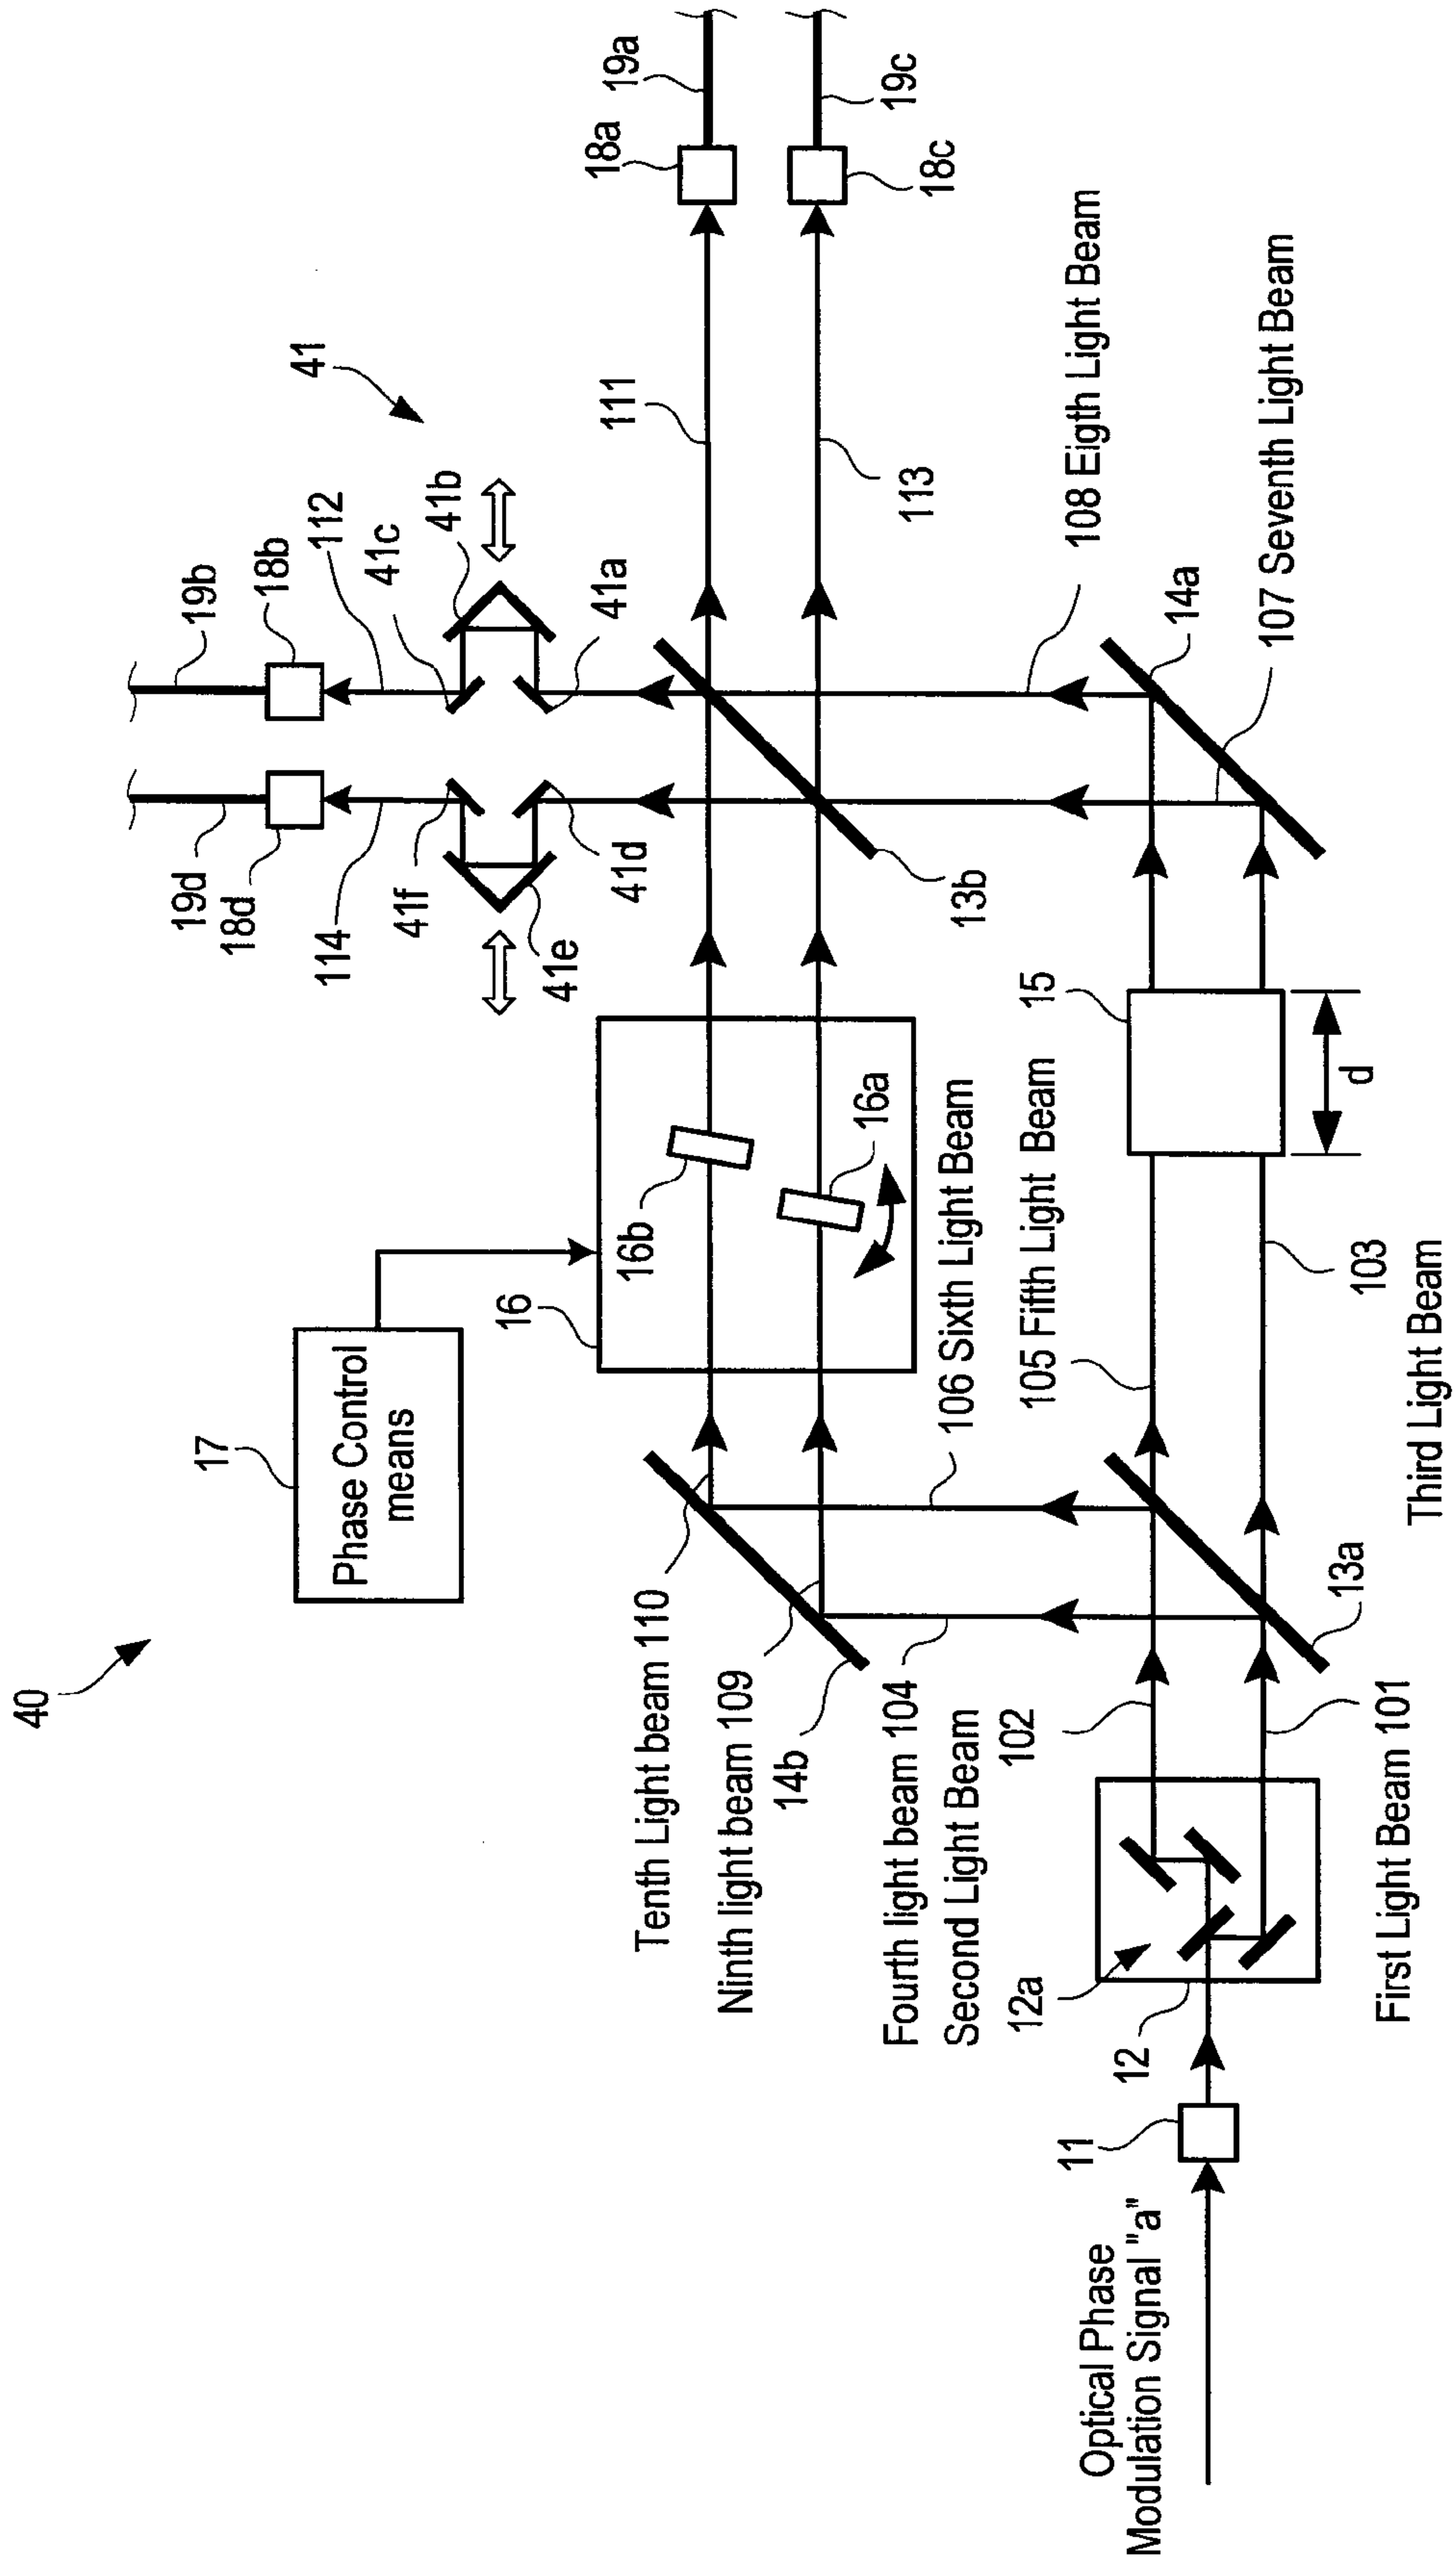 40
17
Phase Control
means
19b
18b
112
41c
41b
41
19d
18d
114
41f
41e
41d
41a
18a
19a
111
113
18c
19c
16
16b
16a
13b
Tenth Light beam 110
Ninth light beam 109
14b
Fourth light beam 104
106 Sixth Light Beam
105 Fifth Light Beam
15
108 Eigth Light Beam
14a
107 Seventh Light Beam
Second Light Beam
102
12a
12
11
Optical Phase
Modulation Signal "a"
First Light Beam 101
13a
Third Light Beam
103
d